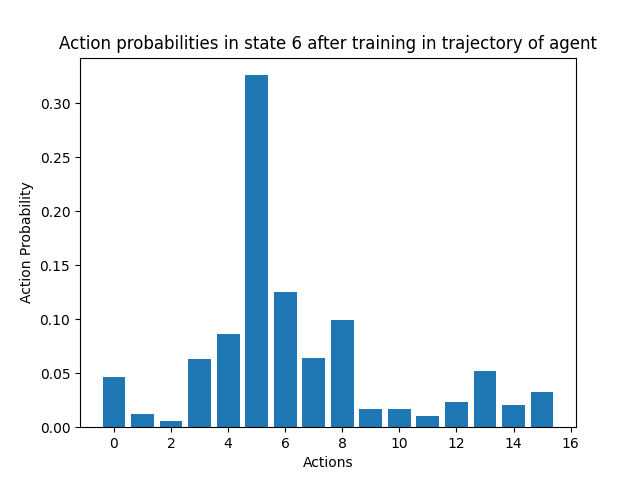 Action probabilities in state 6 after training in trajectory of agent
Action Probability
0.30
0.25
0.20
0.15
0.10
0.05
0.00
0 2 4 6 8 10 12 14 16
Actions